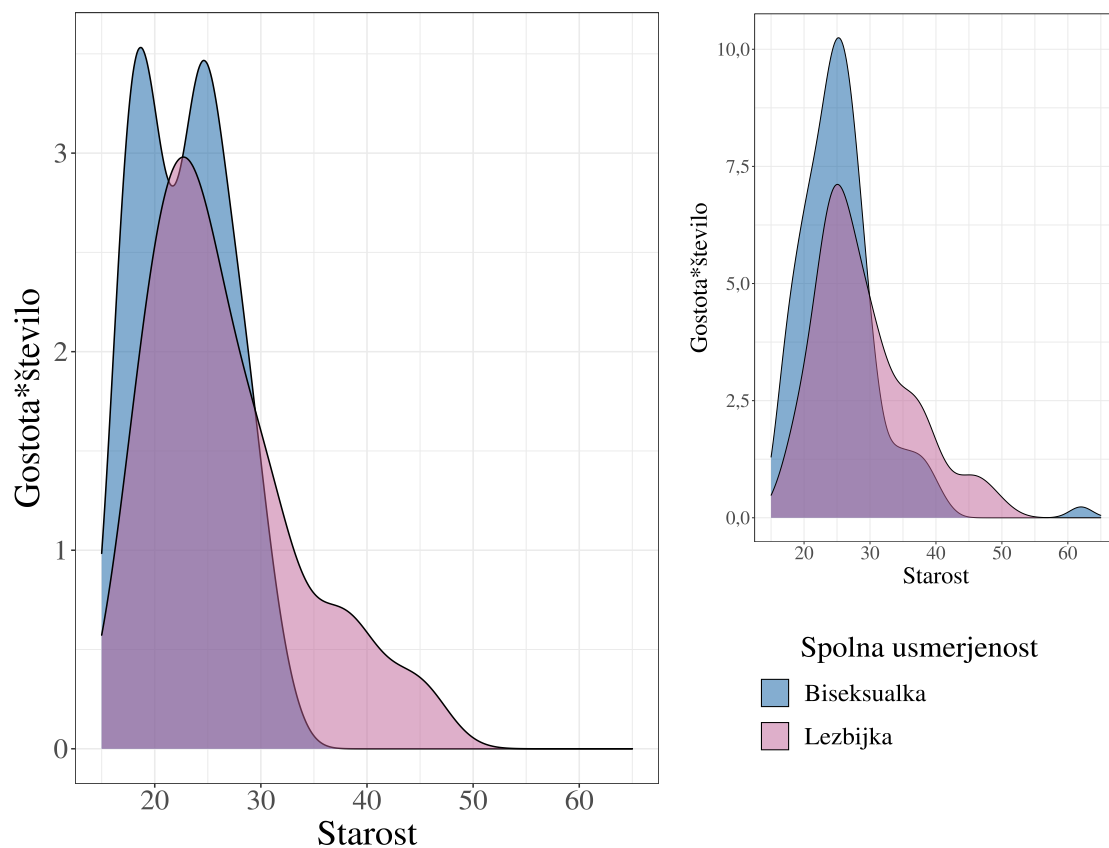 Gostota*število
3
2
1
0
20 30 40 50 60
Starost
Gostota*število
10,0
7,5
5,0
2,5
0,0
20 30 40 50 60
Starost
Spolna usmerjenost
Biseksualka
Lezbijka